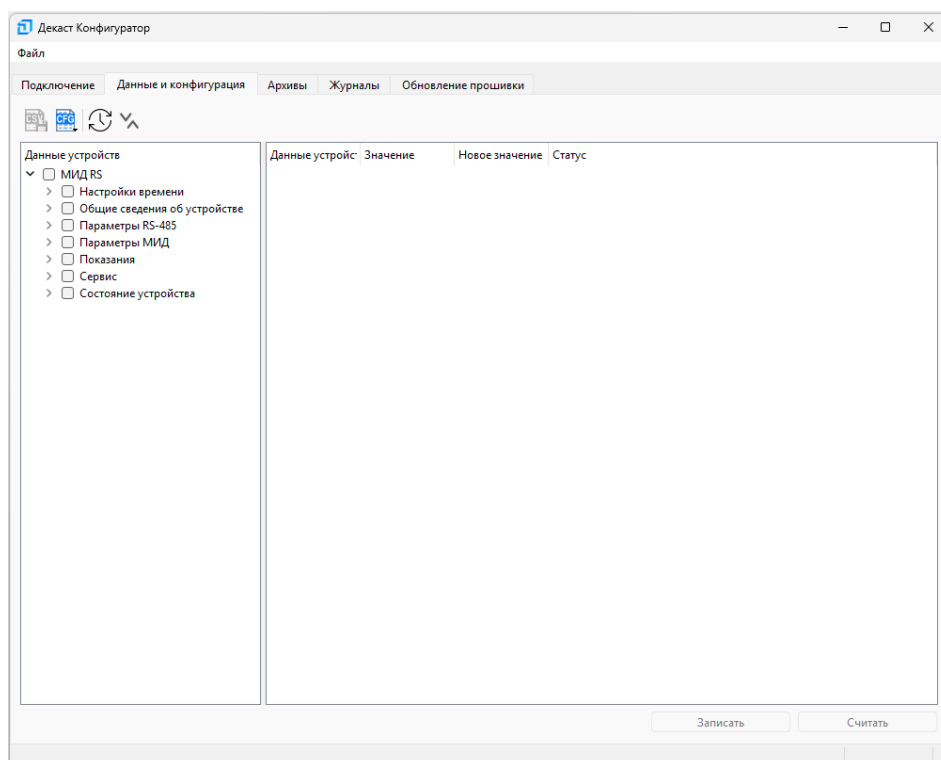 Декаст Конфигуратор
Файл
Подключение Данные и конфигурация Архивы Журналы Обновление прошивки
CSV CFG
Данные устройств Данные устройс Значение Новое значение Статус
МИД RS
Настройки времени
Общие сведения об устройстве
Параметры RS-485
Параметры МИД
Показания
Сервис
Состояние устройства
Записать Считать